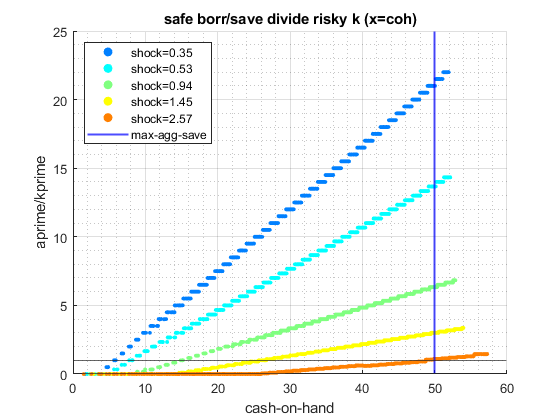 safe borr/save divide risky k (x=coh)
25
20
15
10
5
0
aprime/kprime
shock=0.35
shock=0.53
shock=0.94
shock=1.45
shock=2.57
max-agg-save
0 10 20 30 40 50 60
cash-on-hand